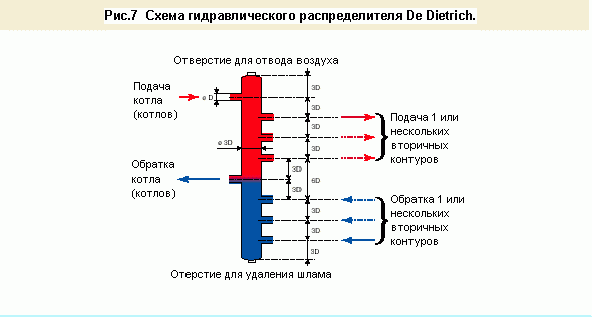 Рис.7 Схема гидравлического распределителя De Dietrich.
Отверстие для отвода воздуха
Подача
котла
(котлов)
ø D
3D
3D
3D
3D
Подача 1 или
нескольких
вторичных
контуров
ø 3D
Обратка
котла
(котлов)
3D
3D
6D
3D
3D
3D
Обратка 1 или
нескольких
вторичных
контуров
Отерстие для удаления шлама